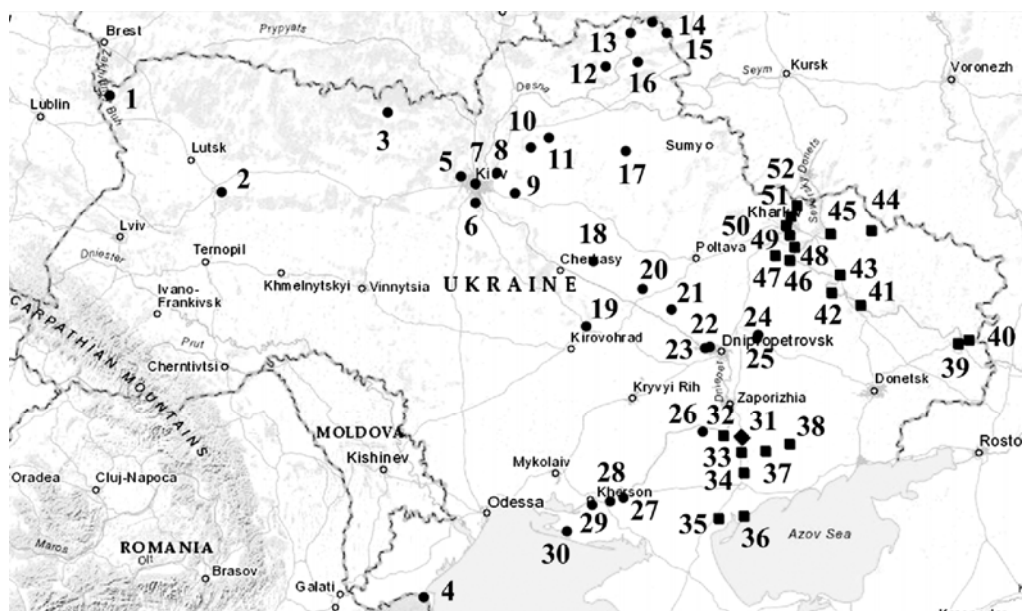 Brest
Prypyats
14
13
15
12
16
Kursk
Voronezh
Seym
Desna
Zakhidnyy
Buh
1
Lublin
3
10
11
Lutsk
7
8
Sumy
52
5
Kiev
17
51
2
9
44
Khark
50
45
6
Lviv
18
49
48
Dniester
Ternopil
Cherkasy
Poltava
47
46
43
UKRAINE
20
Ivano-
Frankivsk
Khmelnytskyi
Vinnytsia
21
42
41
19
24
22
40
Kirovohrad
23
Dnipropetrovsk
Prut
25
39
Cherntivtsi
Dnieper
Donetsk
CARPATHIAN MOUNTAINS
Kryvyi Rih
Zaporizhia
26
32
31
38
MOLDOVA
33
37
Rosto
Kishinev
Mykolaiv
28
34
Oradea
Cluj-Napoca
Kherson
Odessa
29
27
35
36
Azov Sea
30
Maros
ROMANIA
Olt
Brasov
Galati
4